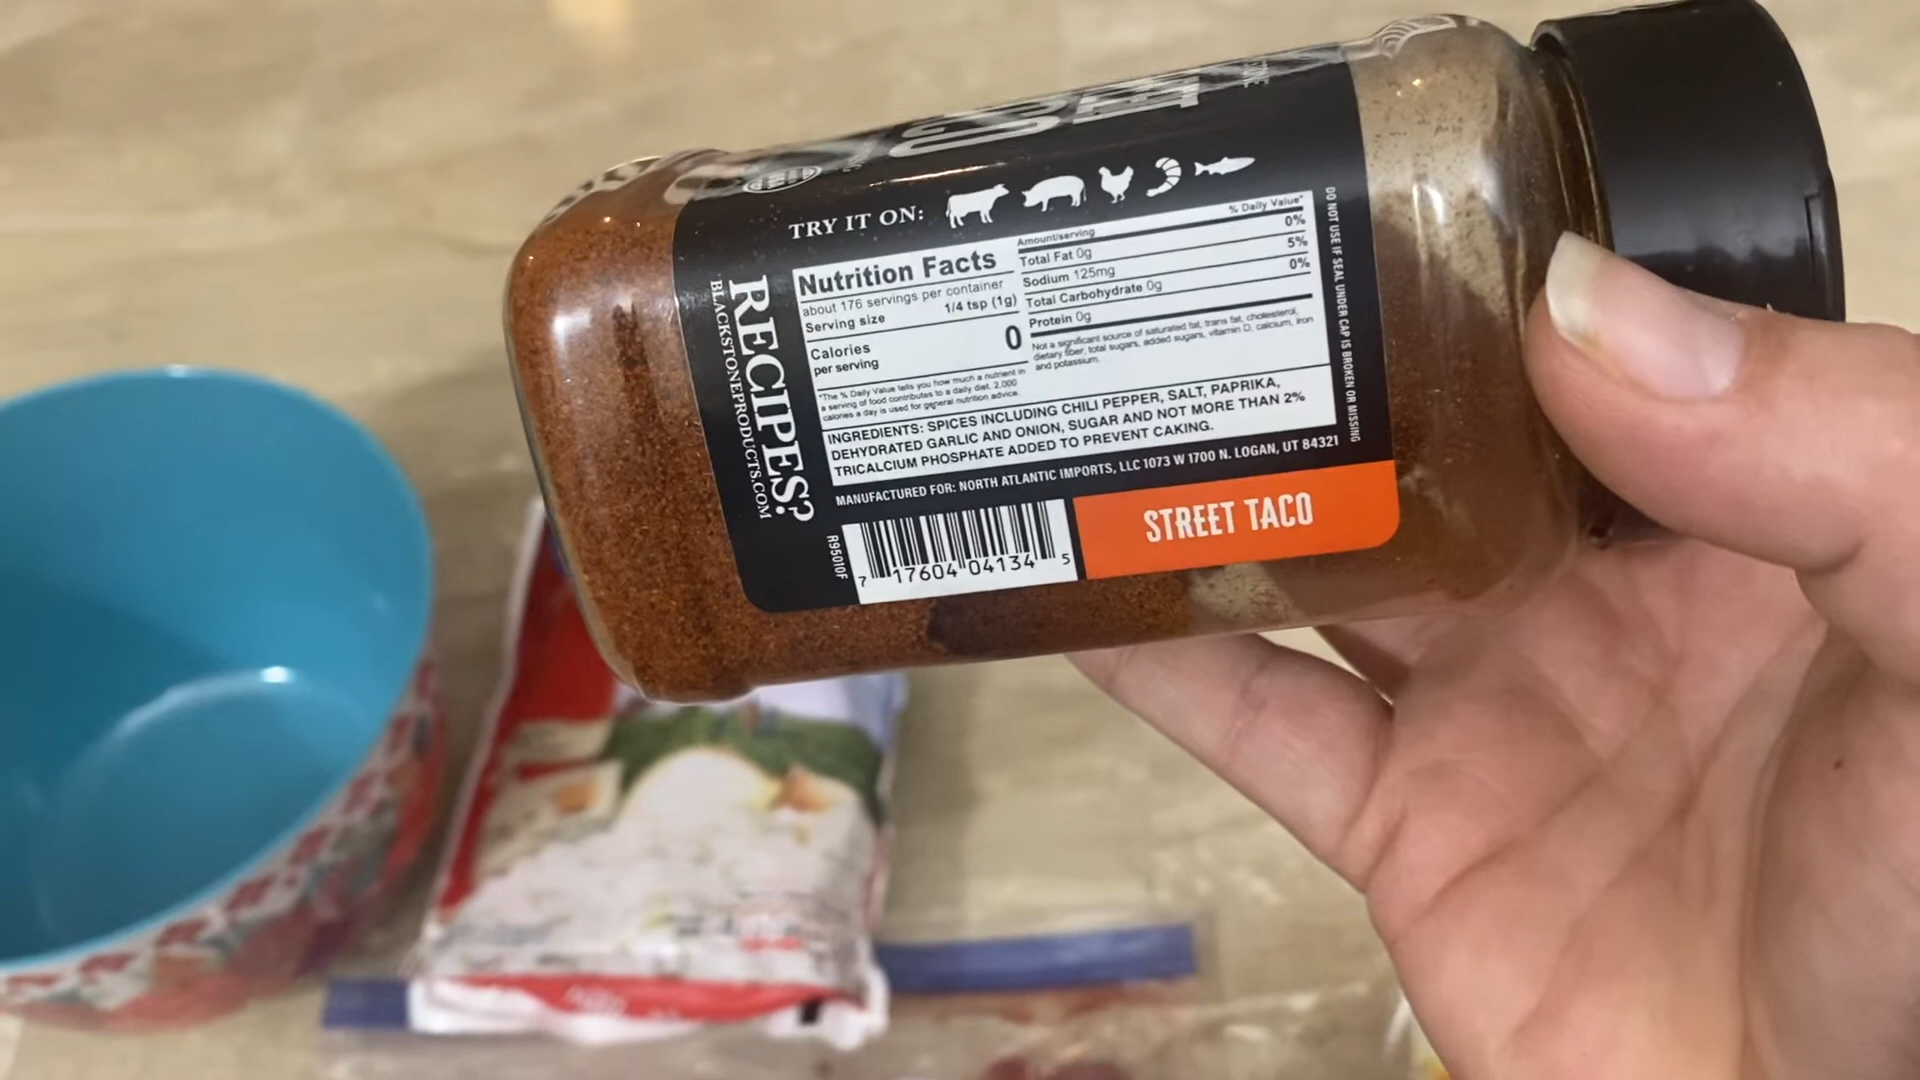 TRY IT ON:
RECIPES?
BLACKSTONEPRODUCTS.COM
Nutrition Facts
about 176 servings per container
Serving size 1/4 tsp (1g)
Calories
per serving 0
*The % Daily Value tells you how much a nutrient in
a serving of food contributes to a daily diet. 2,000
calories a day is used for general nutrition advice.
Amount/serving % Daily Value*
Total Fat 0g 0%
Sodium 125mg 5%
Total Carbohydrate 0g 0%
Protein 0g
Not a significant source of saturated fat, trans fat, cholesterol,
dietary fiber, total sugars, added sugars, vitamin D, calcium, iron
and potassium.
INGREDIENTS: SPICES INCLUDING CHILI PEPPER, SALT, PAPRIKA,
DEHYDRATED GARLIC AND ONION, SUGAR AND NOT MORE THAN 2%
TRICALCIUM PHOSPHATE ADDED TO PREVENT CAKING.
MANUFACTURED FOR: NORTH ATLANTIC IMPORTS, LLC 1073 W 1700 N. LOGAN, UT 84321
DO NOT USE IF SEAL UNDER CAP IS BROKEN OR MISSING
R95010F
7 17604 04134 5
STREET TACO